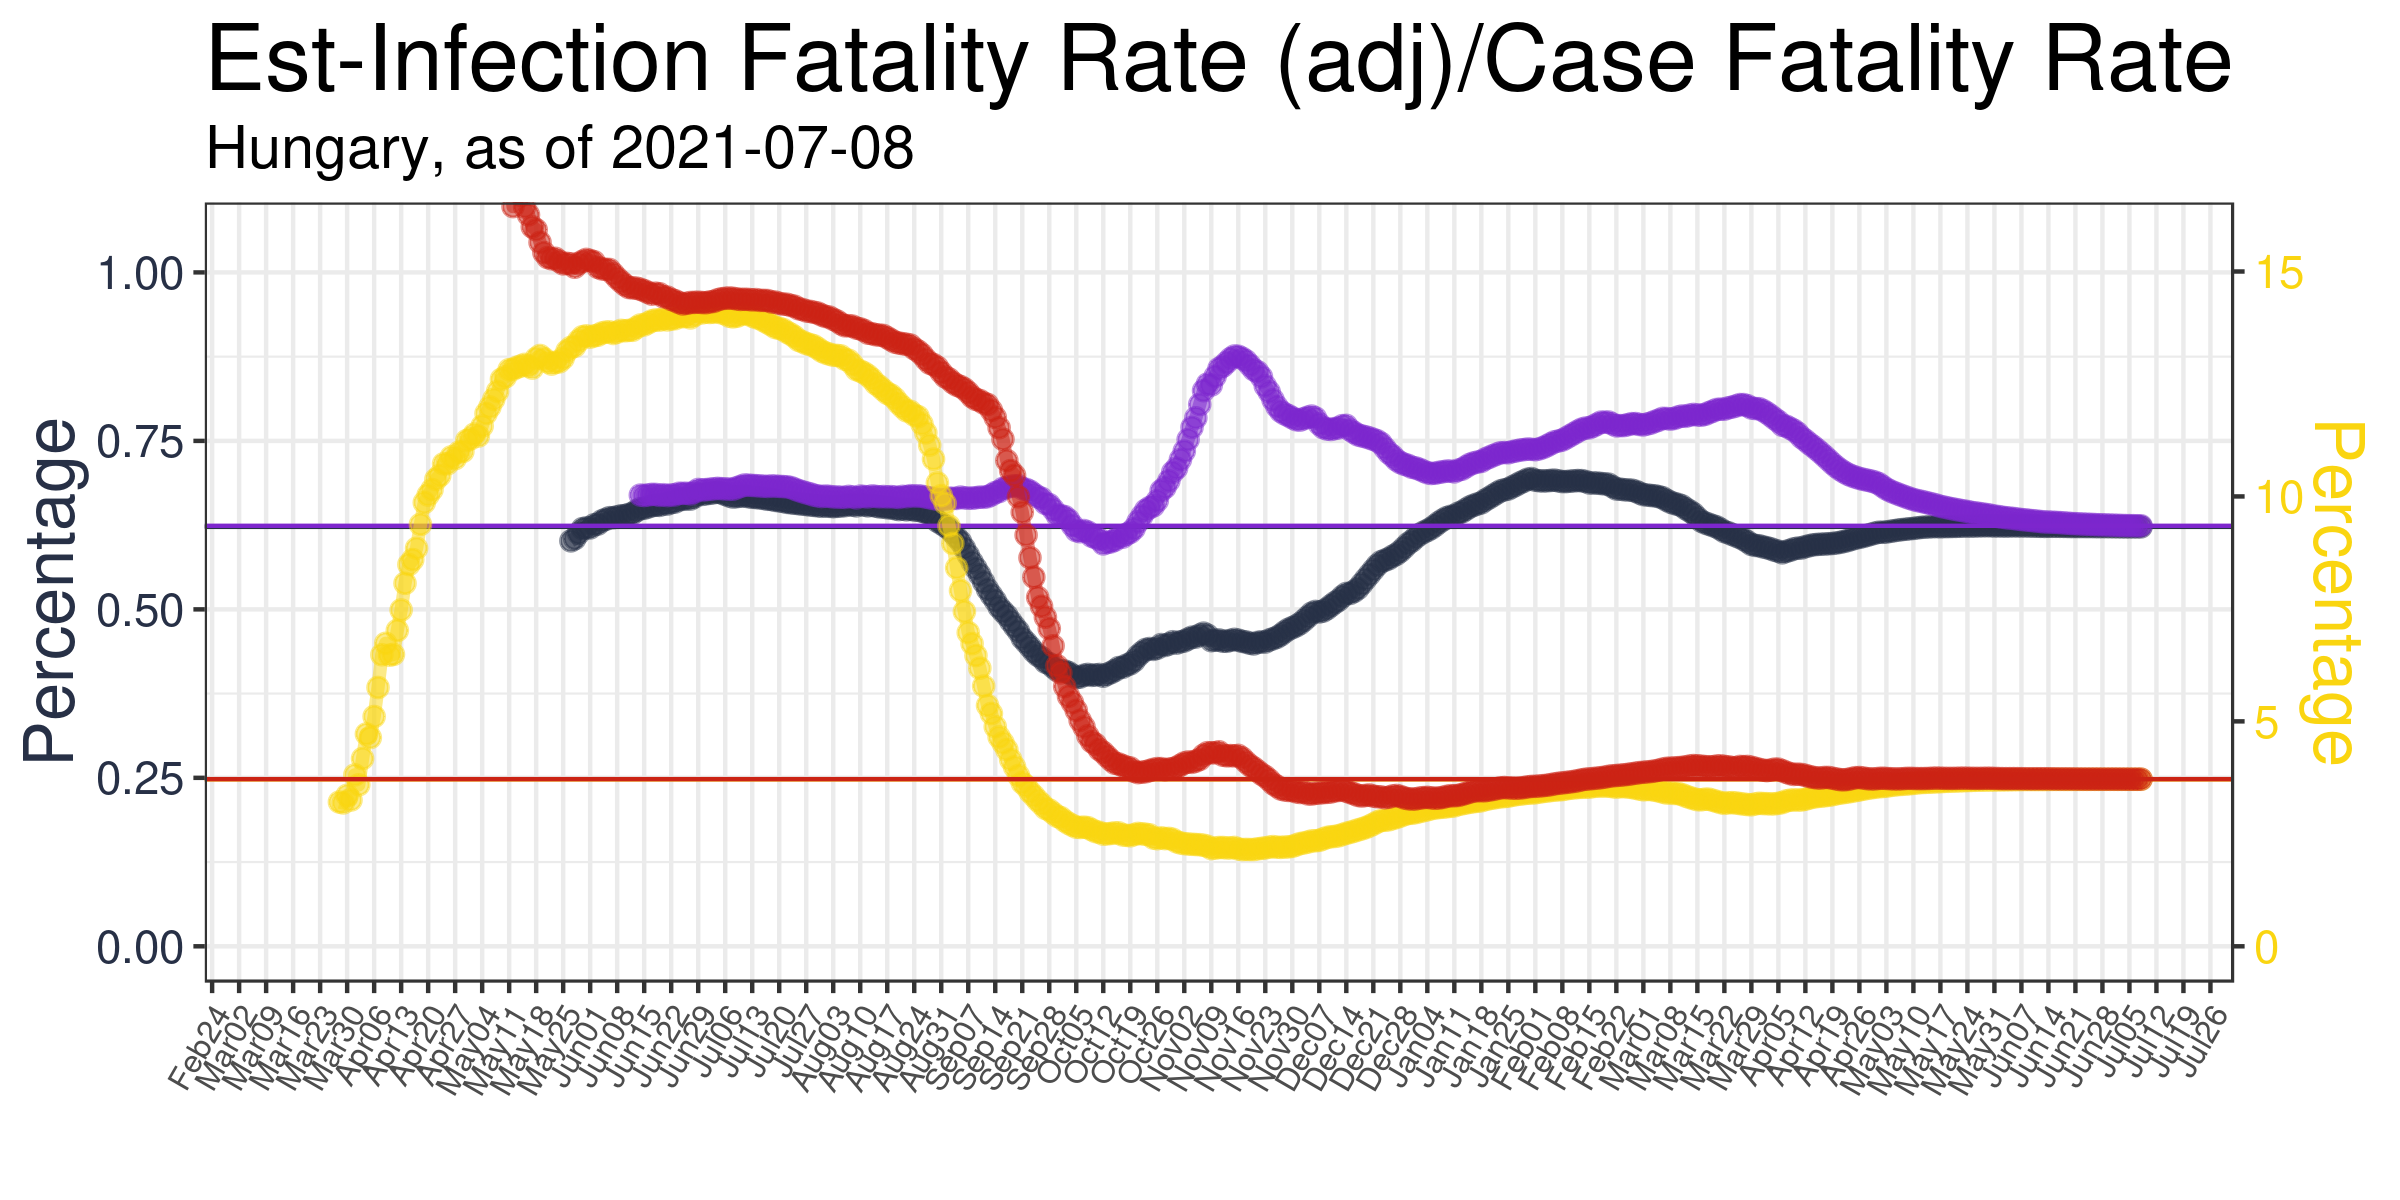 Est-Infection Fatality Rate (adj)/Case Fatality Rate
Hungary, as of 2021-07-08
Percentage
1.00
0.75
0.50
0.25
0.00
15
10
5
0
Percentage
Feb24
Mar02
Mar09
Mar16
Mar23
Mar30
Apr06
Apr13
Apr20
Apr27
May04
May11
May18
May25
Jun01
Jun08
Jun15
Jun22
Jun29
Jul06
Jul13
Jul20
Jul27
Aug03
Aug10
Aug17
Aug24
Aug31
Sep07
Sep14
Sep21
Sep28
Oct05
Oct12
Oct19
Oct26
Nov02
Nov09
Nov16
Nov23
Nov30
Dec07
Dec14
Dec21
Dec28
Jan04
Jan11
Jan18
Jan25
Feb01
Feb08
Feb15
Feb22
Mar01
Mar08
Mar15
Mar22
Mar29
Apr05
Apr12
Apr19
Apr26
May03
May10
May17
May24
May31
Jun07
Jun14
Jun21
Jun28
Jul05
Jul12
Jul19
Jul26